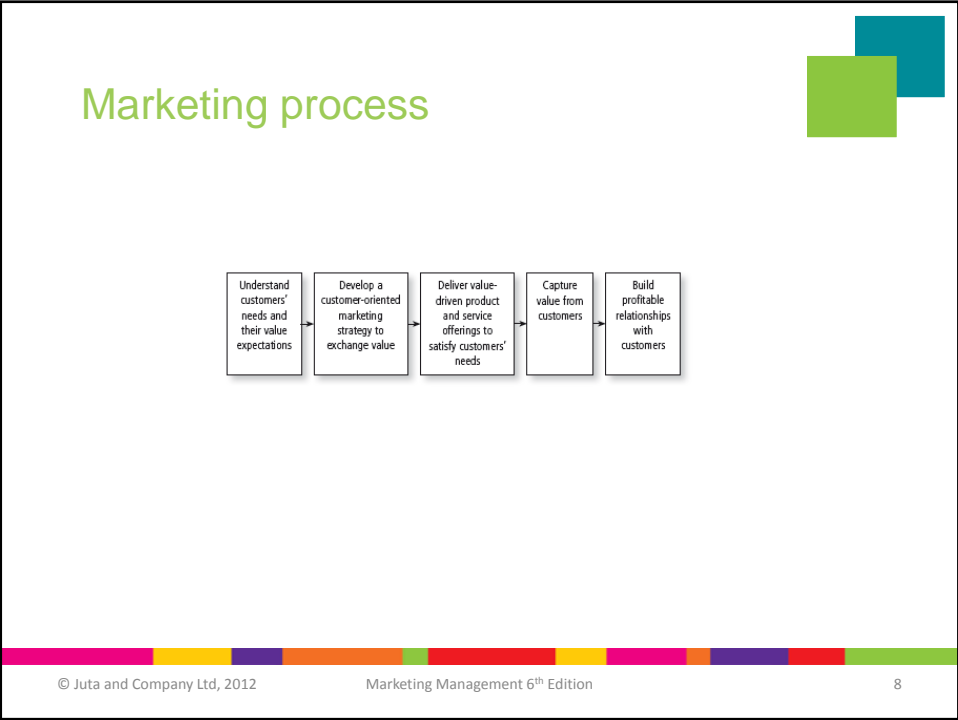 Marketing process
Understand
customers'
needs and
their value
expectations
Develop a
customer-oriented
marketing
strategy to
exchange value
Deliver value-
driven product
and service
offerings to
satisfy customers'
needs
Capture
value from
customers
Build
profitable
relationships
with
customers
© Juta and Company Ltd, 2012
Marketing Management 6th Edition
8